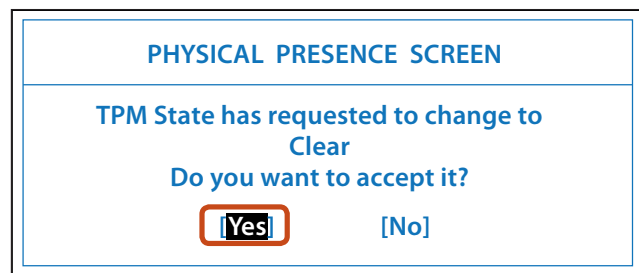 PHYSICAL PRESENCE SCREEN
TPM State has requested to change to
Clear
Do you want to accept it?
[Yes] [No]